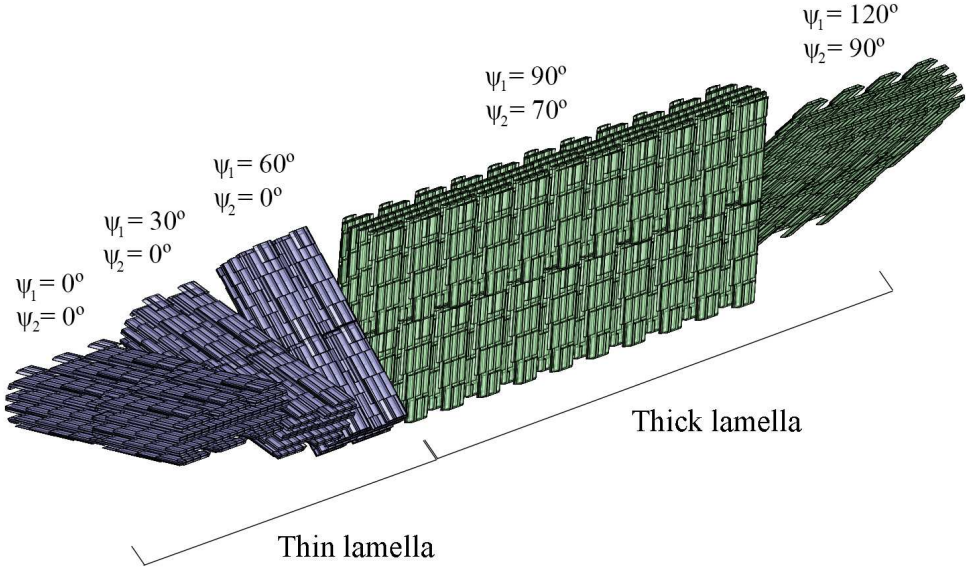 ψ₁= 120º
ψ₂= 90º
ψ₁= 90º
ψ₂= 70º
ψ₁= 60º
ψ₂= 0º
ψ₁= 30º
ψ₂= 0º
ψ₁= 0º
ψ₂= 0º
Thick lamella
Thin lamella